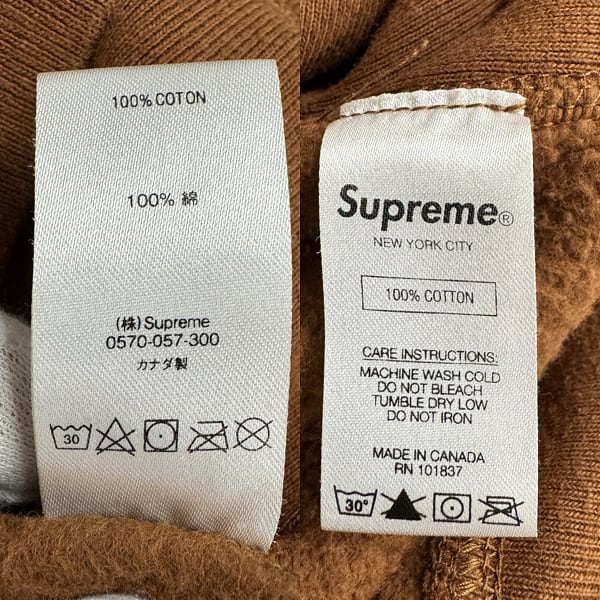 100% COTON
100% 綿
(株) Supreme
0570-057-300
カナダ製
30
Supreme®
NEW YORK CITY
100% COTTON
CARE INSTRUCTIONS:
MACHINE WASH COLD
DO NOT BLEACH
TUMBLE DRY LOW
DO NOT IRON
MADE IN CANADA
RN 101837
30°